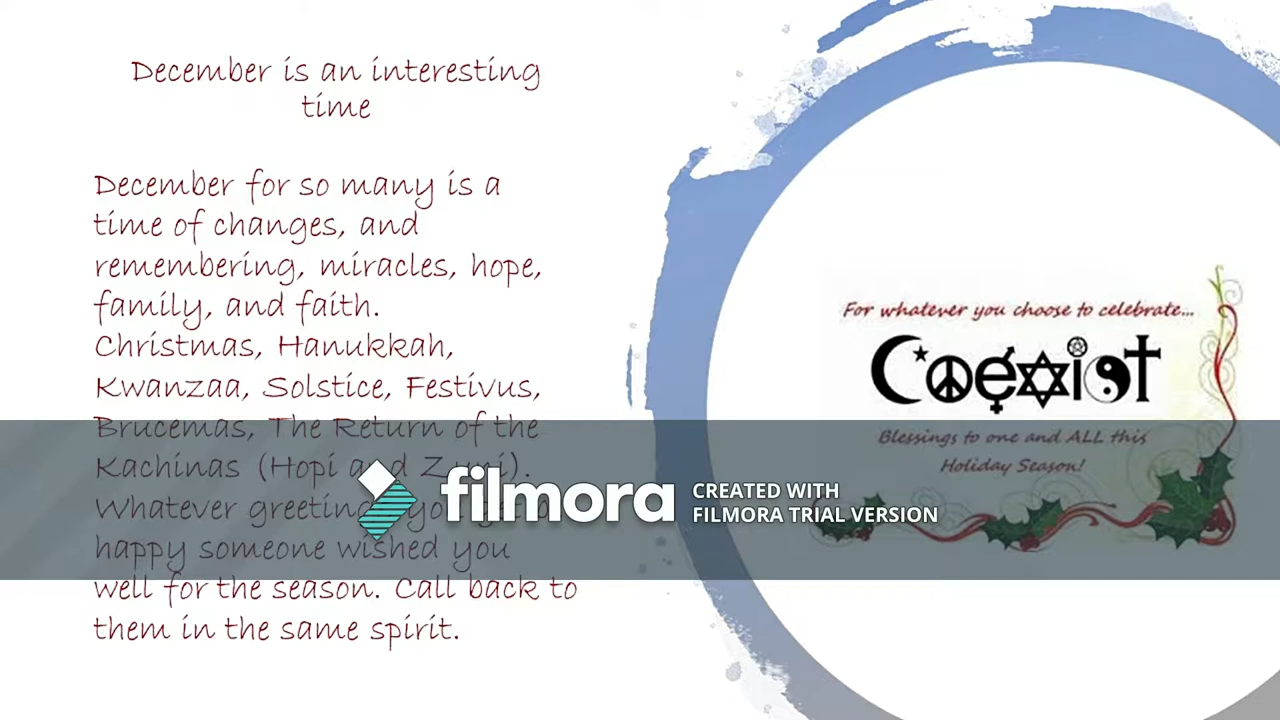 December is an interesting
time
December for so many is a
time of changes, and
remembering, miracles, hope,
family, and faith.
Christmas, Hanukkah,
Kwanzaa, Solstice, Festivus,
Brucemas, The Return of the
Kachinas (Hopi and
Whatever greeting
happy someone wished you
well for the season. Call back to
them in the same spirit.
For whatever you choose to celebrate...
Coexist
Blessings to one and ALL this
Holiday Season!
filmora
CREATED WITH
FILMORA TRIAL VERSION